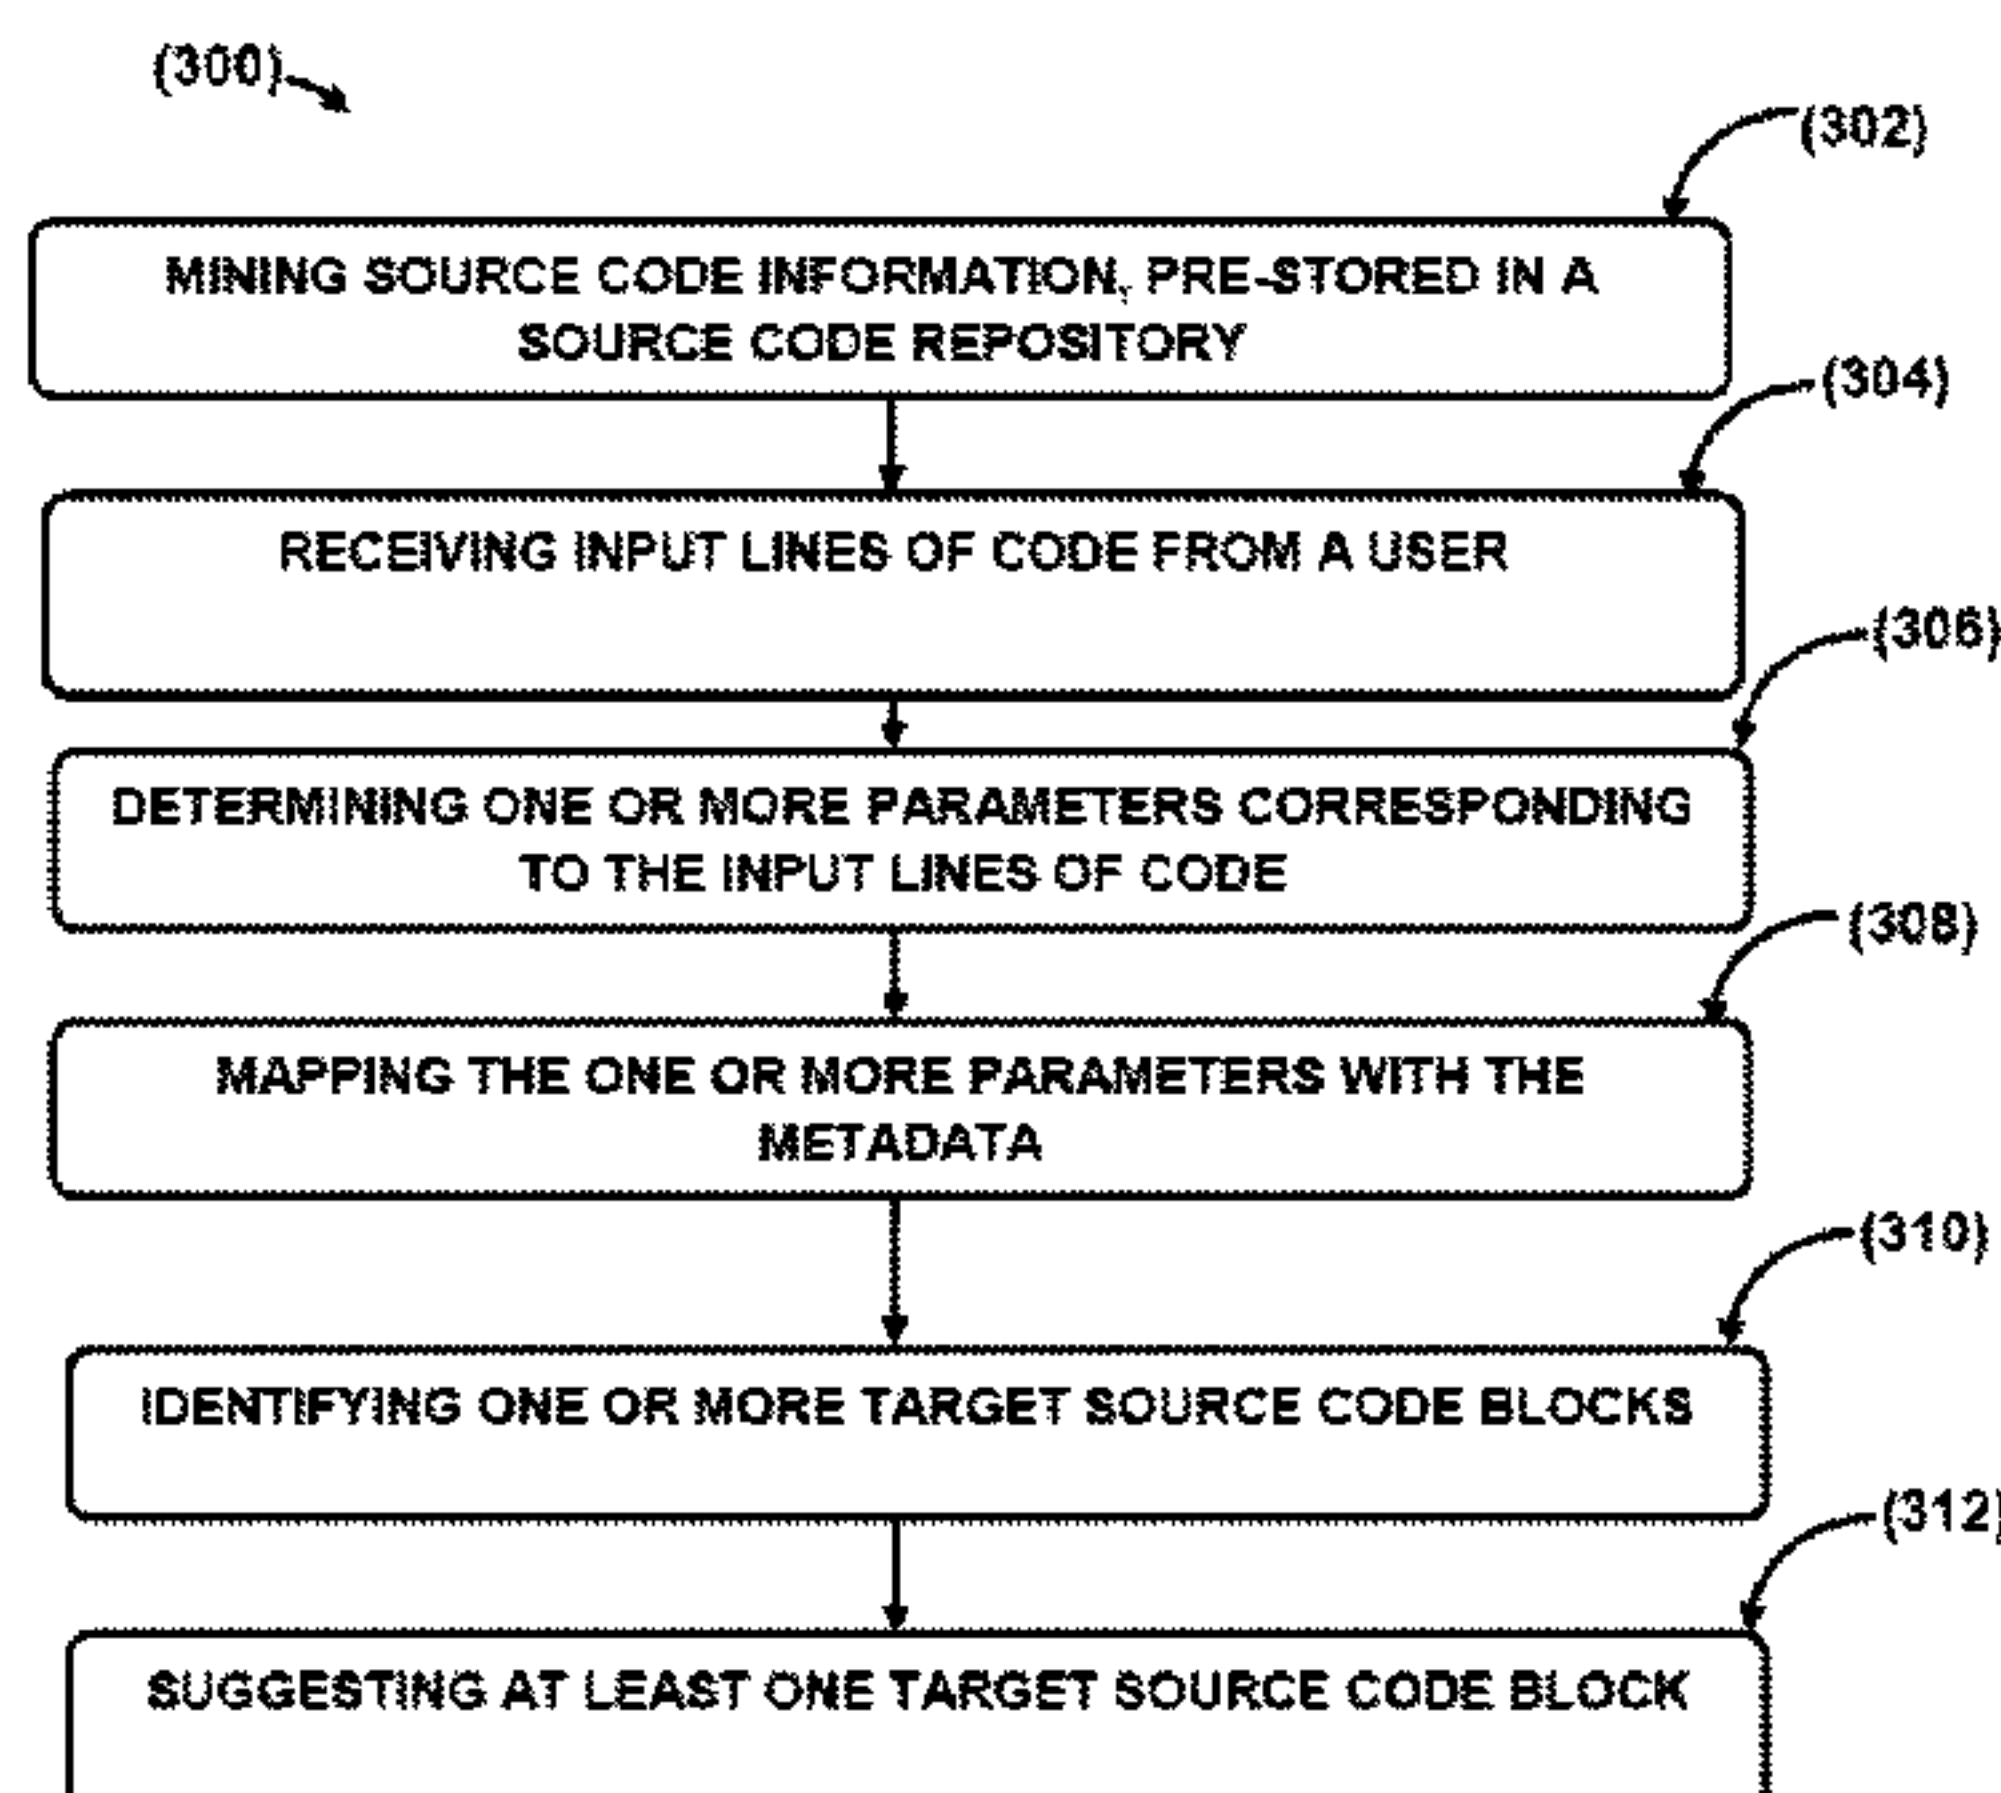 (300)
(302)
MINING SOURCE CODE INFORMATION, PRE-STORED IN A
SOURCE CODE REPOSITORY
(304)
RECEIVING INPUT LINES OF CODE FROM A USER
(306)
DETERMINING ONE OR MORE PARAMETERS CORRESPONDING
TO THE INPUT LINES OF CODE
(308)
MAPPING THE ONE OR MORE PARAMETERS WITH THE
METADATA
(310)
IDENTIFYING ONE OR MORE TARGET SOURCE CODE BLOCKS
(312)
SUGGESTING AT LEAST ONE TARGET SOURCE CODE BLOCK